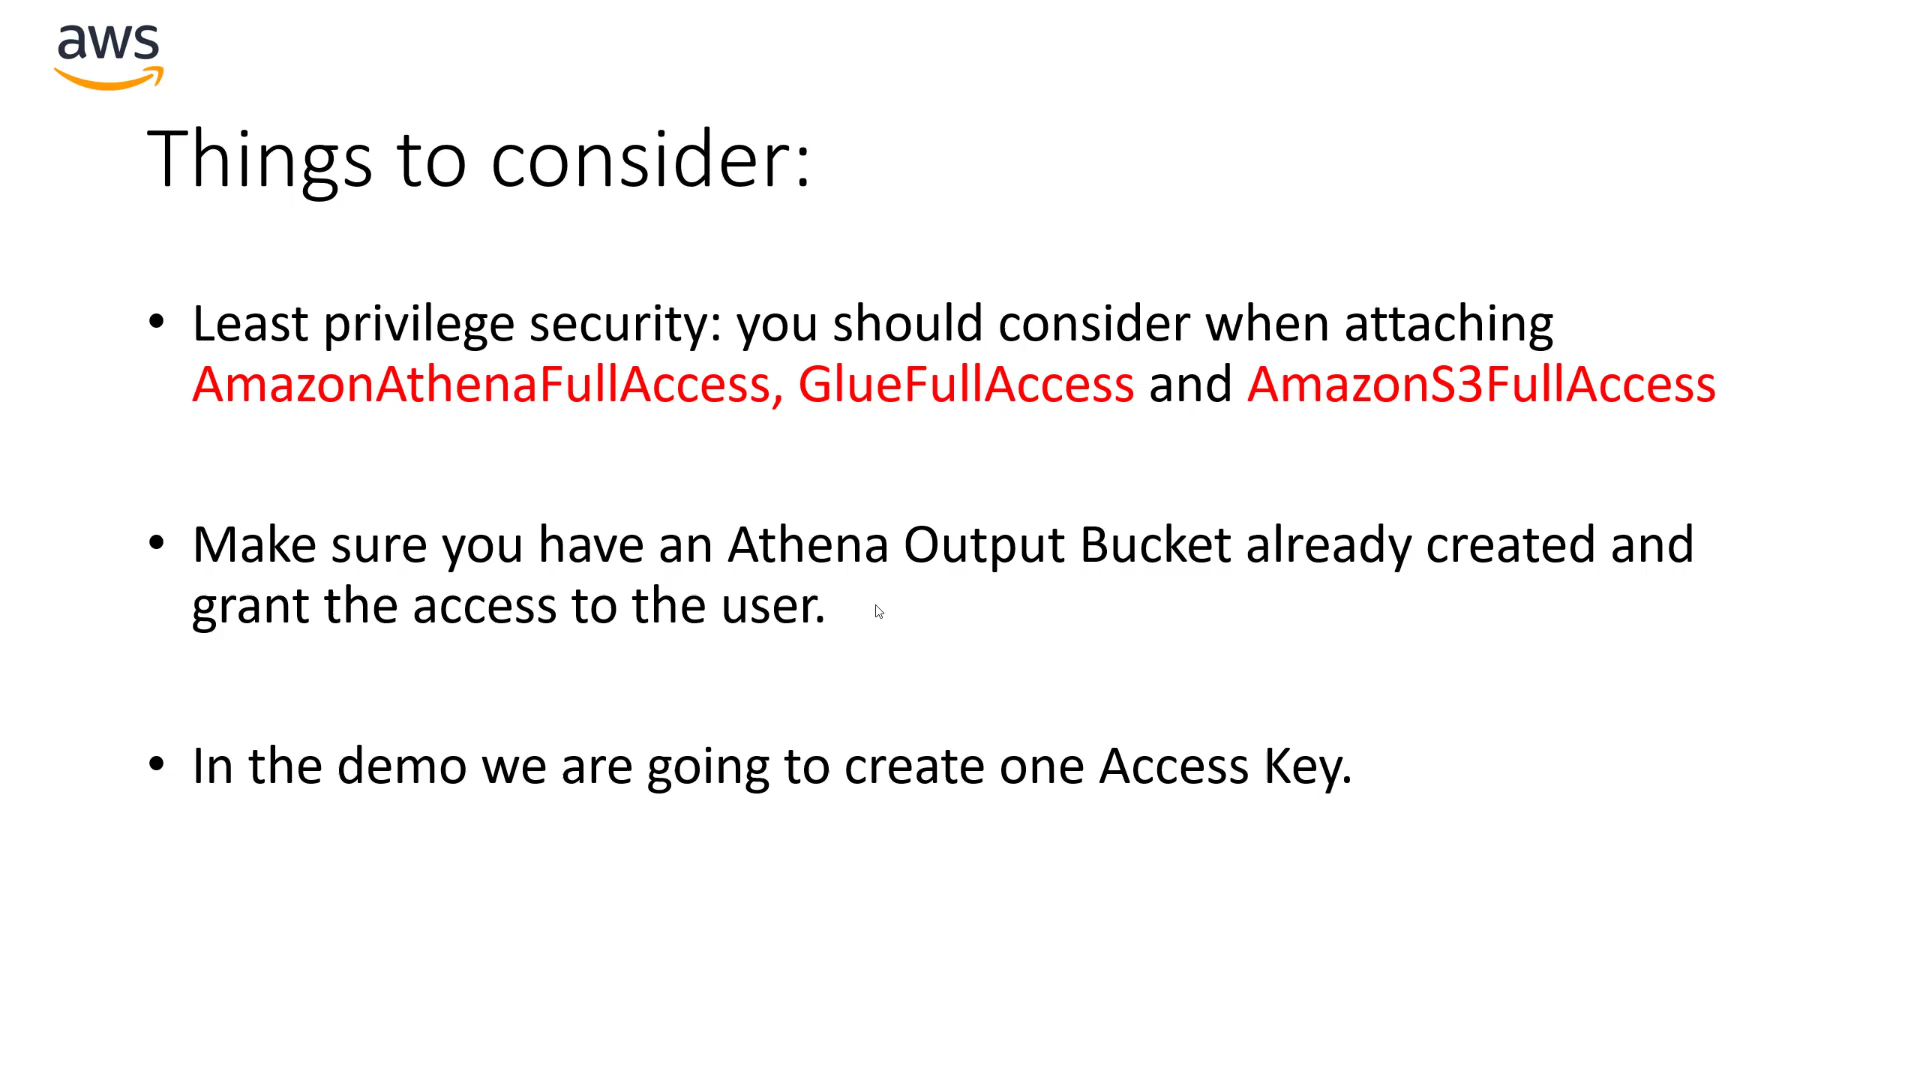 aws
Things to consider:
• Least privilege security: you should consider when attaching
AmazonAthenaFullAccess, GlueFullAccess and AmazonS3FullAccess
• Make sure you have an Athena Output Bucket already created and
grant the access to the user.
• In the demo we are going to create one Access Key.